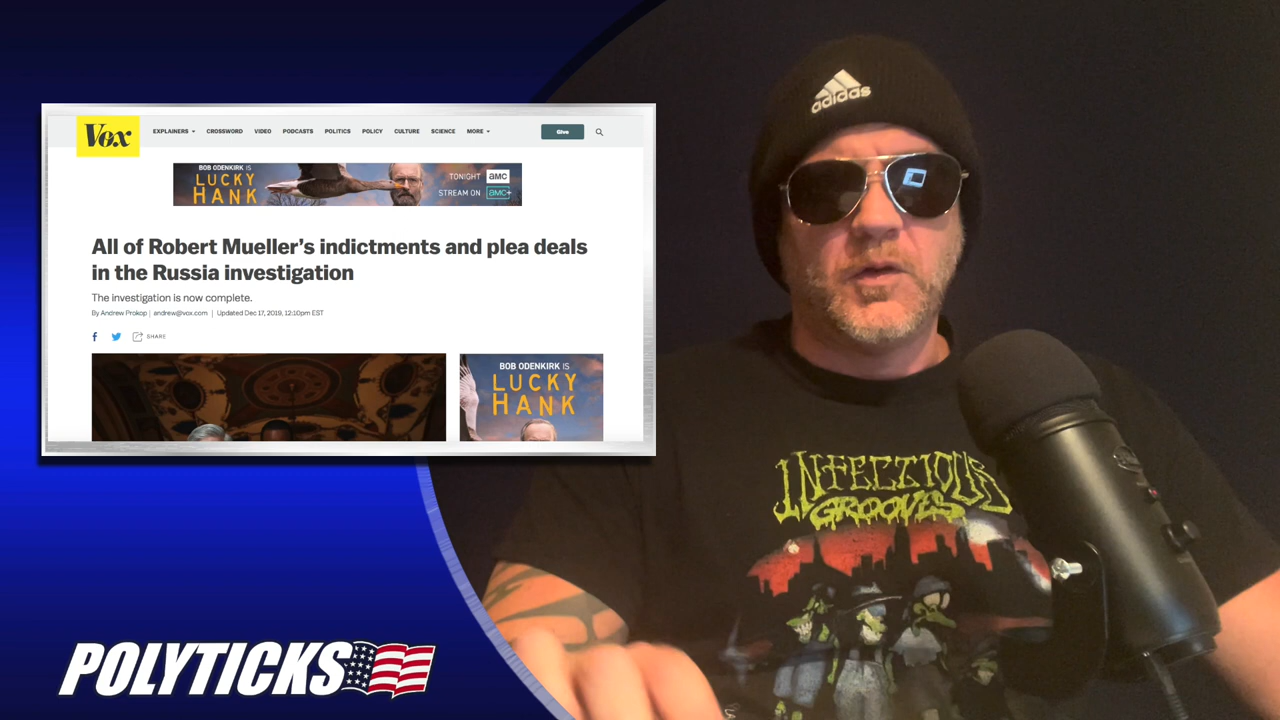 Vox
EXPLAINERS CROSSWORD VIDEO PODCASTS POLITICS POLICY CULTURE SCIENCE MORE Give
BOB ODENKIRK IS
LUCKY
HANK
TONIGHT amc
STREAM ON amc+
All of Robert Mueller's indictments and plea deals
in the Russia investigation
The investigation is now complete.
By Andrew Prokop | andrew@vox.com | Updated Dec 17, 2019, 12:10pm EST
SHARE
BOB ODENKIRK IS
LUCKY
HANK
POLYTICKS
adidas
INFECTIOUS
GROOVES